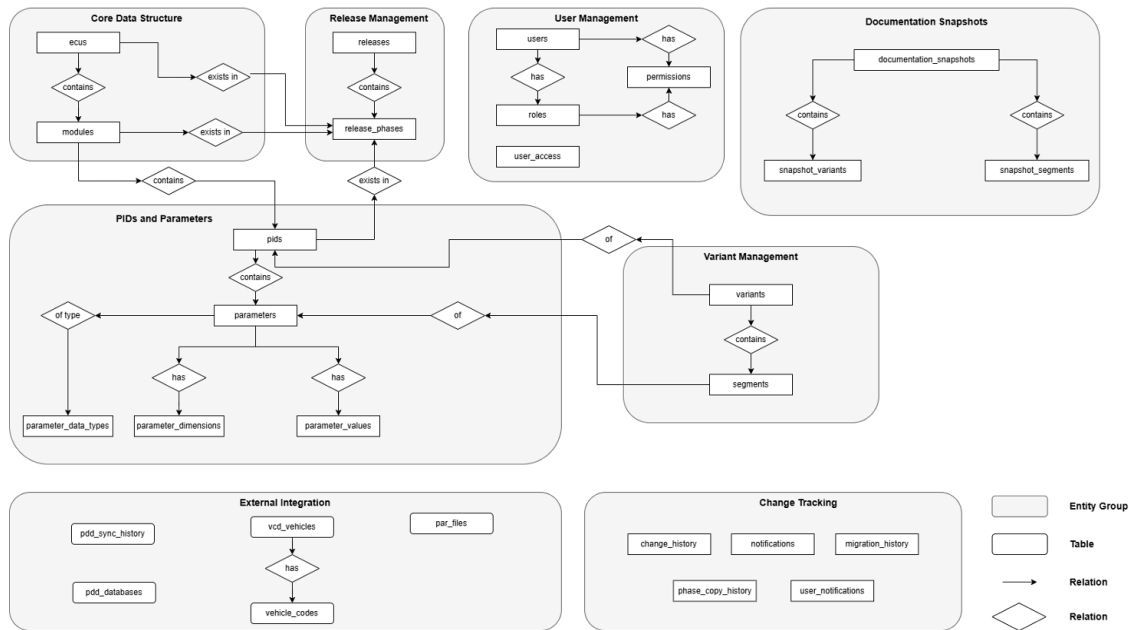 Core Data Structure
ecus
exists in
contains
modules
exists in
Release Management
releases
contains
release_phases
exists in
contains
User Management
users
has
has
permissions
roles
has
user_access
Documentation Snapshots
documentation_snapshots
contains
contains
snapshot_variants
snapshot_segments
PIDs and Parameters
pids
contains
of type
parameters
of
has
has
parameter_data_types
parameter_dimensions
parameter_values
of
Variant Management
variants
contains
segments
External Integration
pdd_sync_history
vcd_vehicles
par_files
has
pdd_databases
vehicle_codes
Change Tracking
change_history
notifications
migration_history
phase_copy_history
user_notifications
Entity Group
Table
Relation
Relation